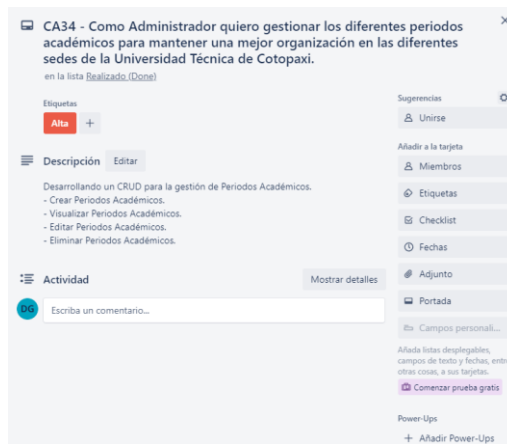 CA34 - Como Administrador quiero gestionar los diferentes periodos
académicos para mantener una mejor organización en las diferentes
sedes de la Universidad Técnica de Cotopaxi.
en la lista Realizado (Done)
Etiquetas
Alta +
Descripción Editar
Desarrollando un CRUD para la gestión de Periodos Académicos.
- Crear Periodos Académicos.
- Visualizar Periodos Académicos.
- Editar Periodos Académicos.
- Eliminar Periodos Académicos.
Actividad Mostrar detalles
DG Escriba un comentario...
Sugerencias
Unirse
Añadir a la tarjeta
Miembros
Etiquetas
Checklist
Fechas
Adjunto
Portada
Campos personali...
Añada listas desplegables,
campos de texto y fechas, entre
otras cosas, a sus tarjetas.
Comenzar prueba gratis
Power-Ups
+ Añadir Power-Ups